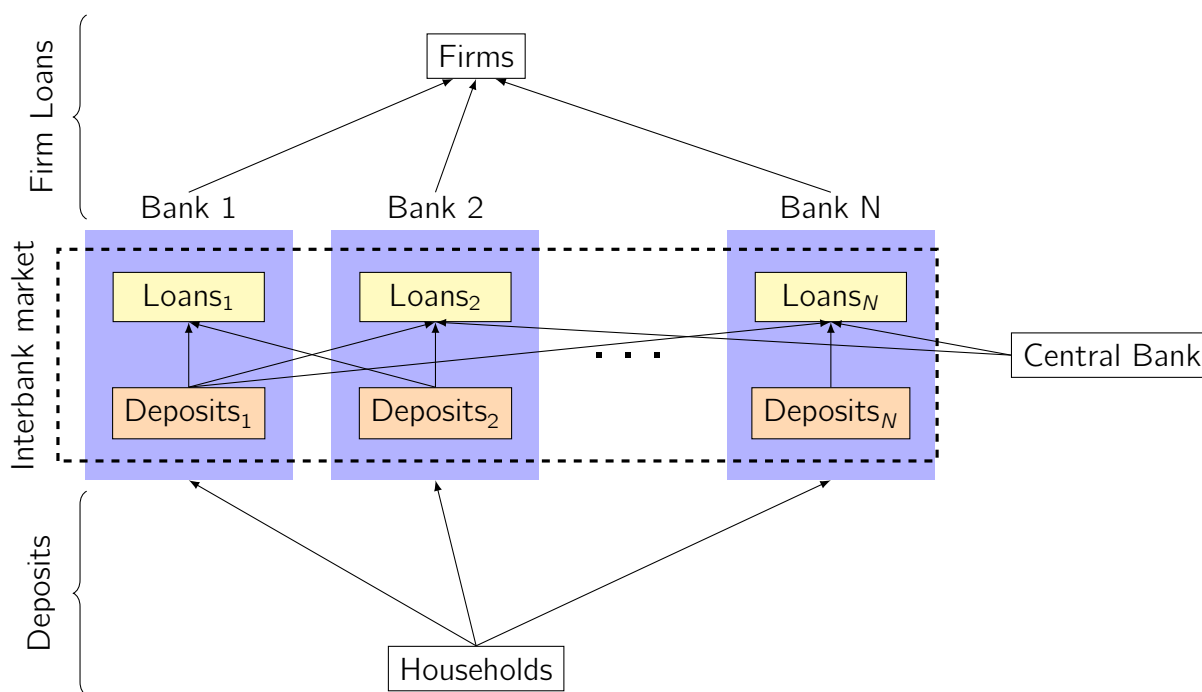 Firms
Firm Loans
Bank 1 Bank 2 Bank N
Interbank market
Loans₁ Loans₂ Loans_N
. . .
Central Bank
Deposits₁ Deposits₂ Deposits_N
Deposits
Households